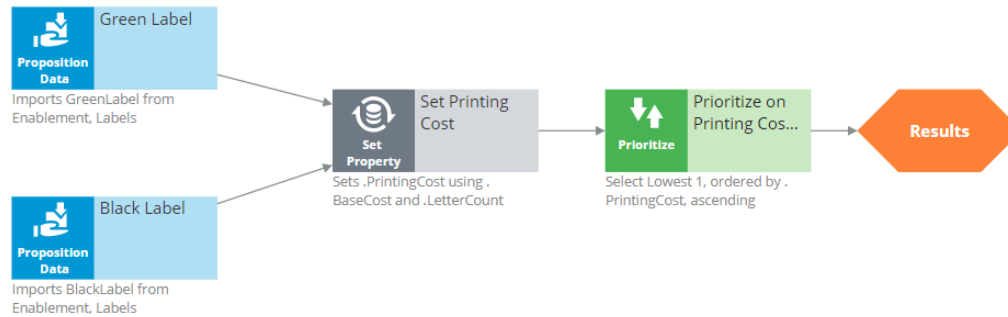 Green Label
Proposition
Data
Imports GreenLabel from
Enablement, Labels
Set Printing
Cost
Set
Property
Sets .PrintingCost using .
BaseCost and .LetterCount
Prioritize on
Printing Cos...
Prioritize
Select Lowest 1, ordered by .
PrintingCost, ascending
Results
Black Label
Proposition
Data
Imports BlackLabel from
Enablement, Labels